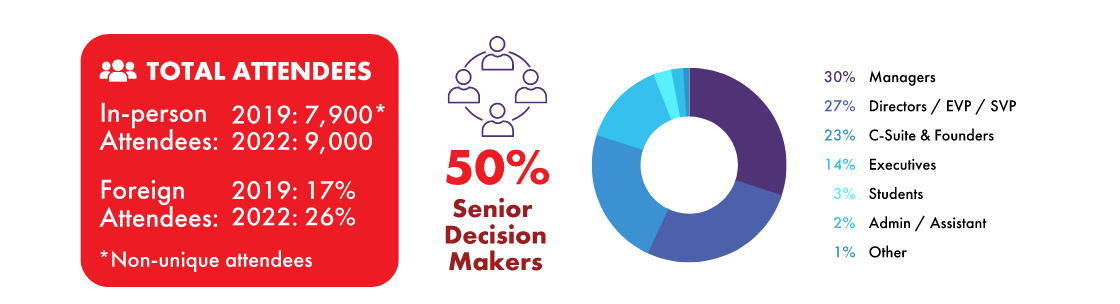 TOTAL ATTENDEES
In-person 2019: 7,900*
Attendees: 2022: 9,000
Foreign 2019: 17%
Attendees: 2022: 26%
*Non-unique attendees
50%
Senior
Decision
Makers
30% Managers
27% Directors / EVP / SVP
23% C-Suite & Founders
14% Executives
3% Students
2% Admin / Assistant
1% Other